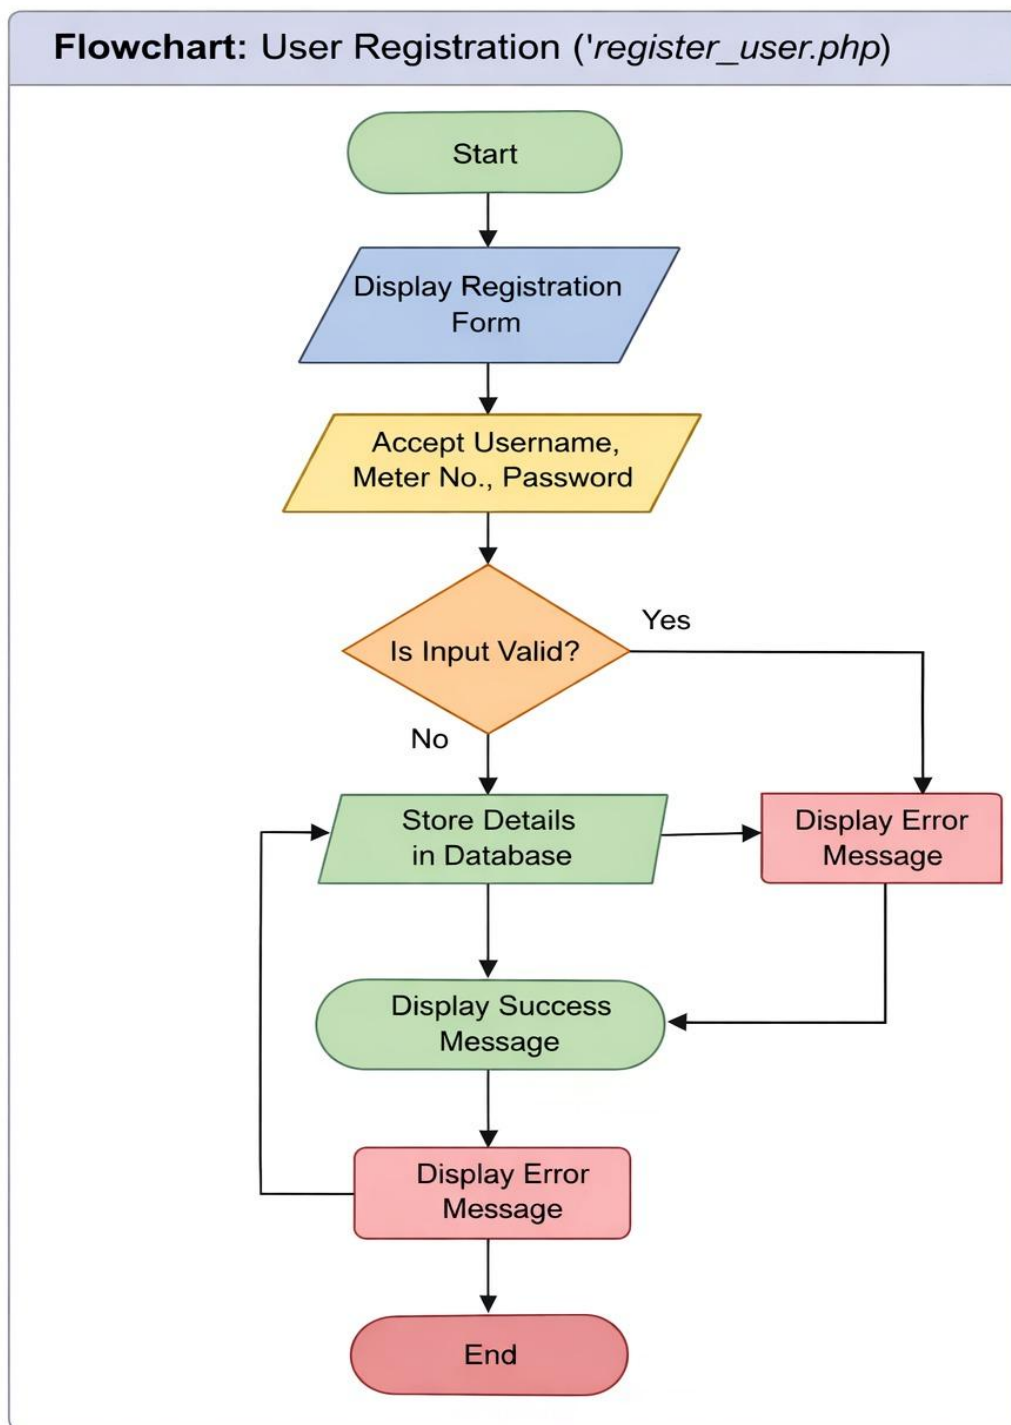 Flowchart: User Registration ('register_user.php)
Start
Display Registration
Form
Accept Username,
Meter No., Password
Is Input Valid?
Yes
No
Store Details
in Database
Display Error
Message
Display Success
Message
Display Error
Message
End